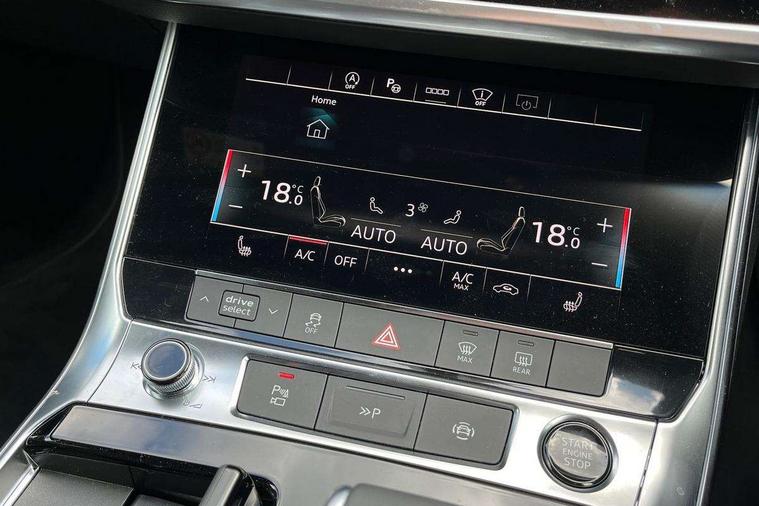 A
OFF
P
OFF
Home
+
18.0 °C
-
3
AUTO
AUTO
+
18.0 °C
-
A/C
OFF
...
A/C
MAX
drive
select
OFF
MAX
REAR
P
>>P
START
ENGINE
STOP